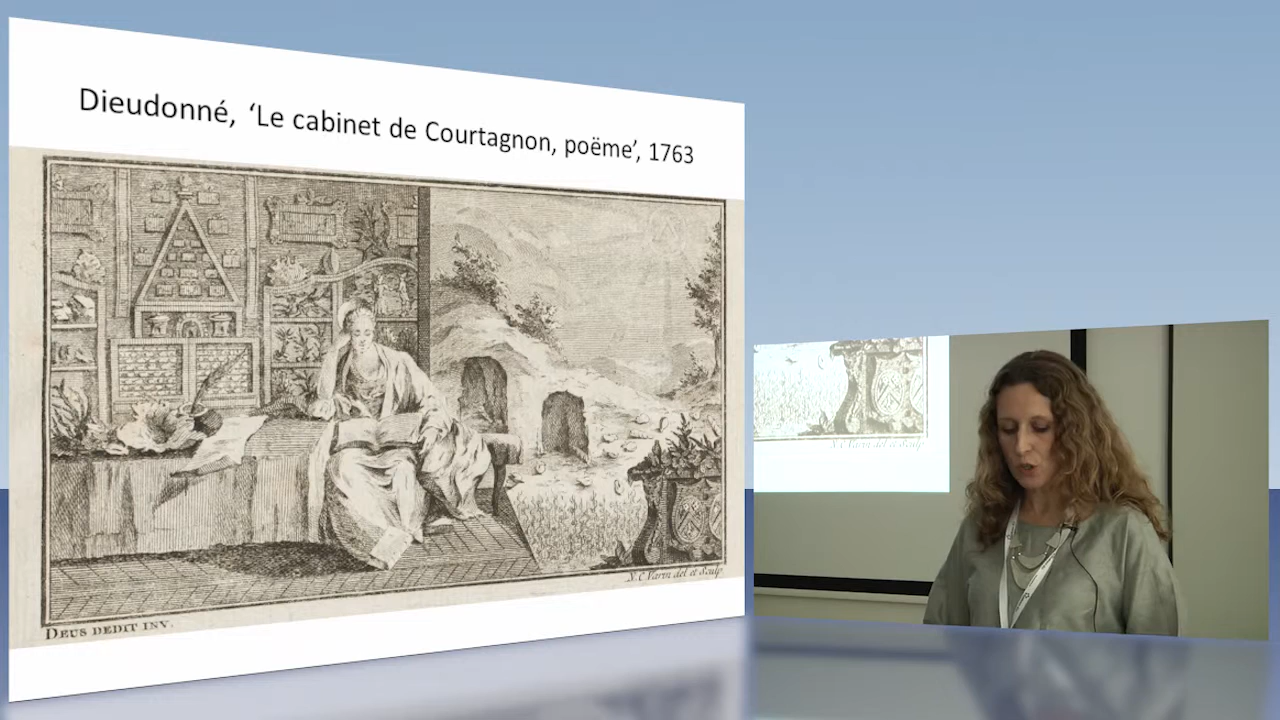 Dieudonné, ‘Le cabinet de Courtagnon, poëme’, 1763
N. C Varin del et Sculp
DEUS DEDIT INV.